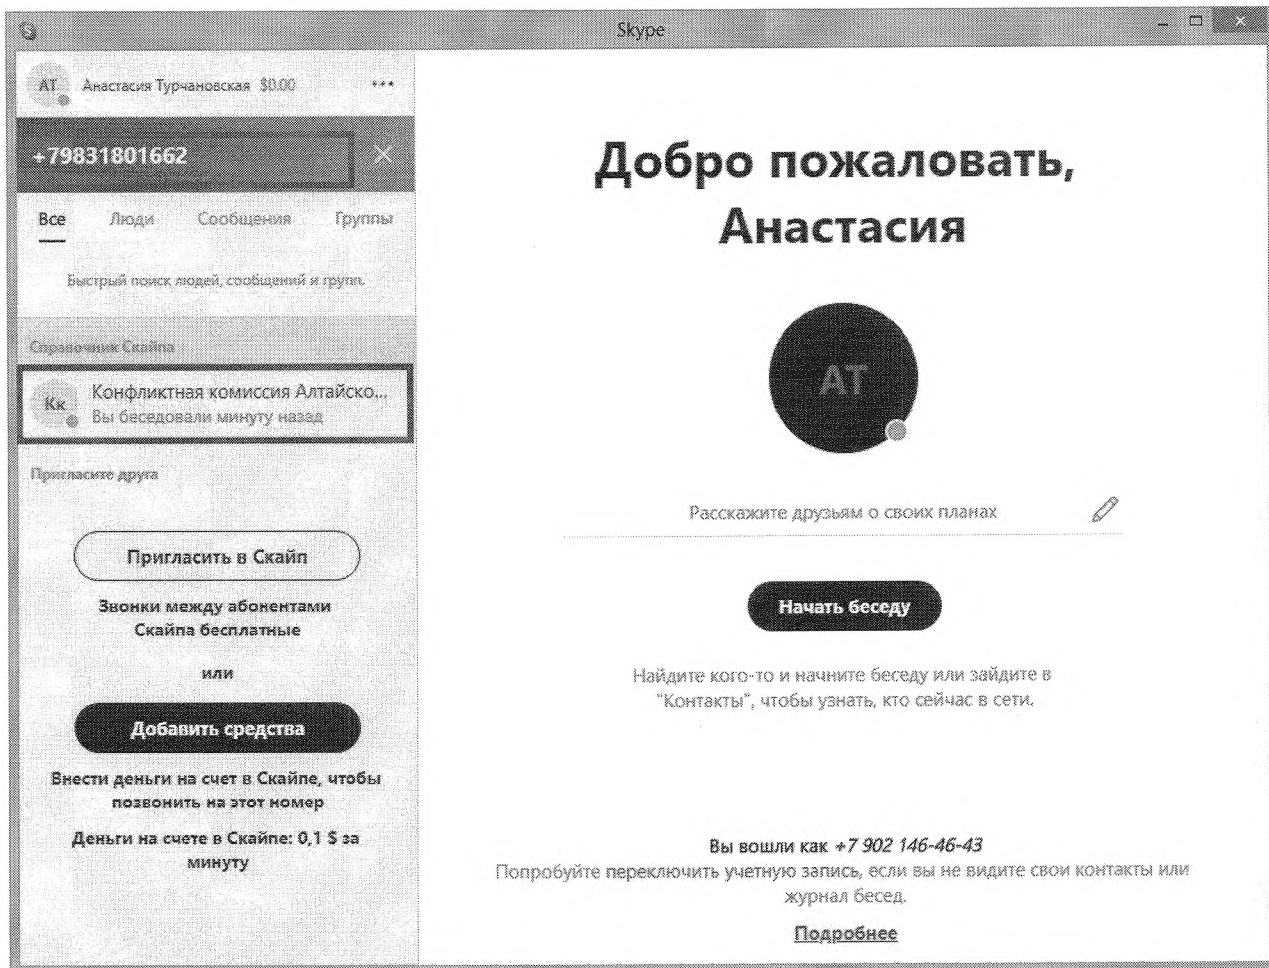 Skype
АТ Анастасия Турчановская $0.00
+79831801662
Все Люди Сообщения Группы
Быстрый поиск людей, сообщений и групп.
Справочник Скайпа
Кк Конфликтная комиссия Алтайско...
Вы беседовали минуту назад
Пригласите друга
Пригласить в Скайп
Звонки между абонентами
Скайпа бесплатные
или
Добавить средства
Внести деньги на счет в Скайпе, чтобы
позвонить на этот номер
Деньги на счете в Скайпе: 0,1 $ за
минуту
Добро пожаловать,
Анастасия
АТ
Расскажите друзьям о своих планах
Начать беседу
Найдите кого-то и начните беседу или зайдите в
"Контакты", чтобы узнать, кто сейчас в сети.
Вы вошли как +7 902 146-46-43
Попробуйте переключить учетную запись, если вы не видите свои контакты или
журнал бесед.
Подробнее